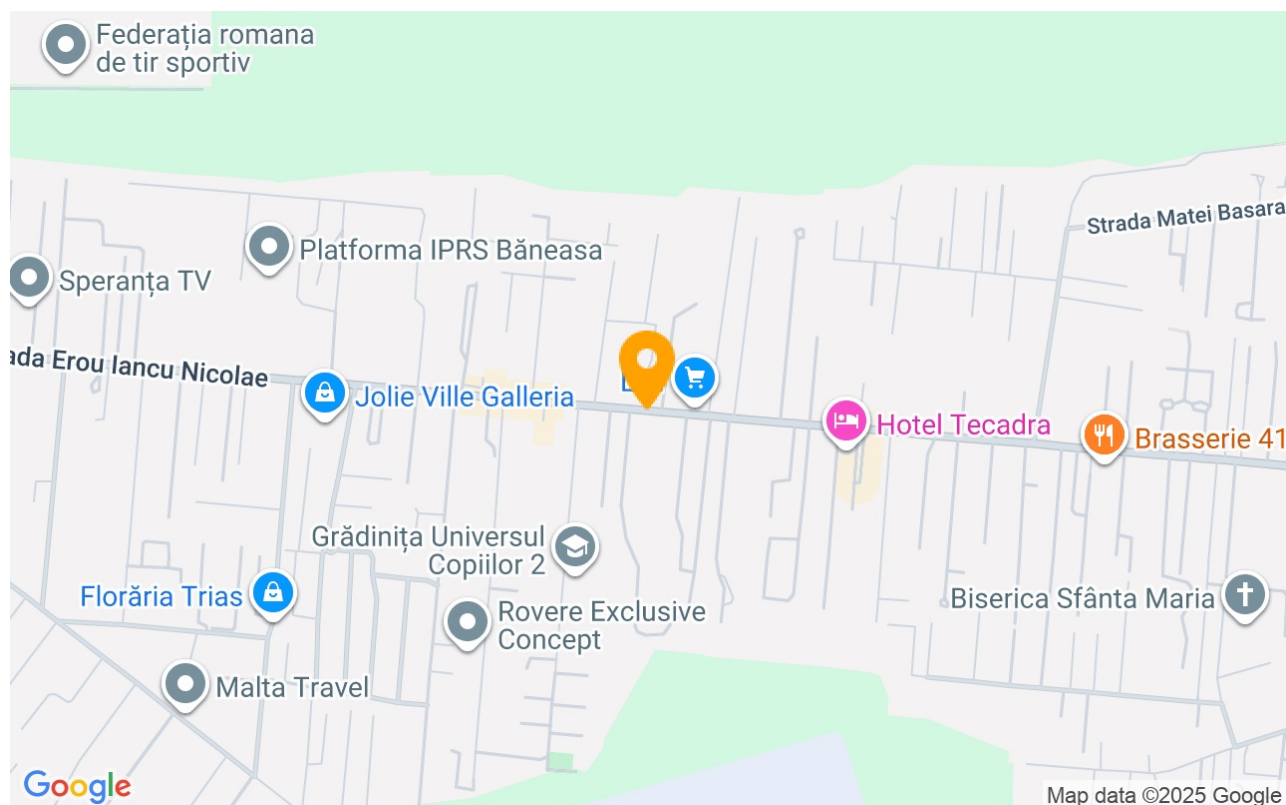 Federația romana
de tir sportiv
Strada Matei Basara
Platforma IPRS Băneasa
Speranța TV
ada Erou Iancu Nicolae
Jolie Ville Galleria
Hotel Tecadra
Brasserie 41
Grădinița Universul
Copiilor 2
Florăria Trias
Biserica Sfânta Maria
Rovere Exclusive
Concept
Malta Travel
Google
Map data ©2025 Google